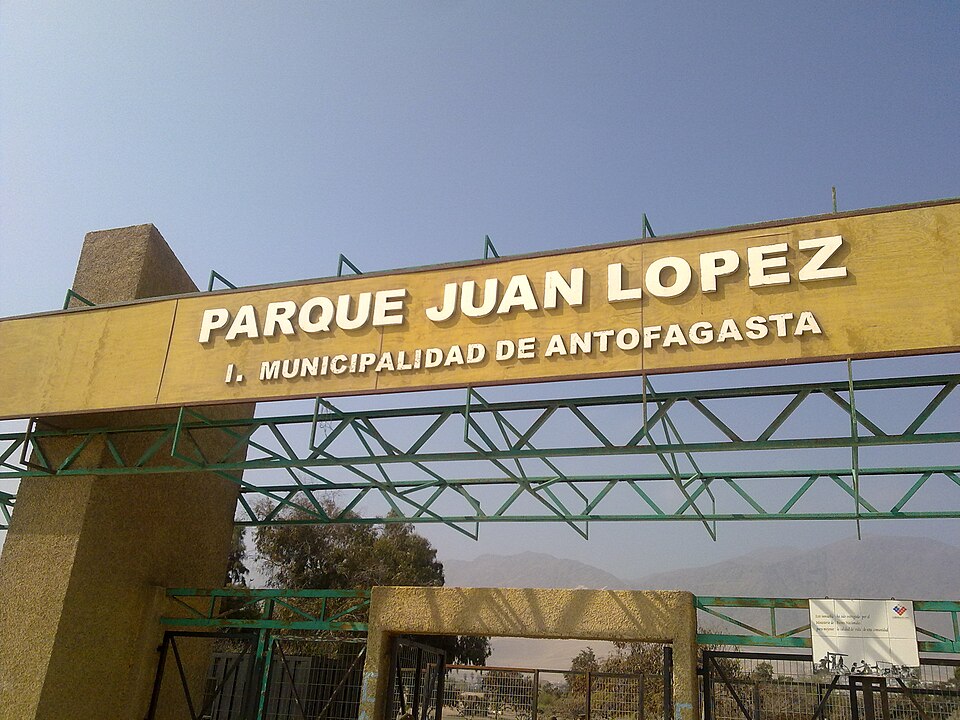 PARQUE JUAN LOPEZ
I. MUNICIPALIDAD DE ANTOFAGASTA